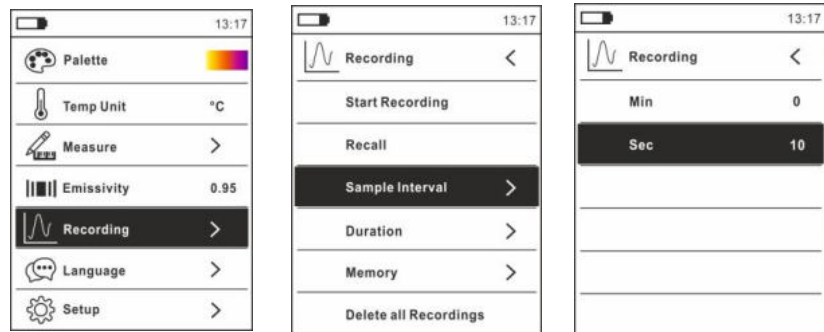 13:17
Palette
Temp Unit °C
Measure >
Emissivity 0.95
Recording >
Language >
Setup >
13:17
Recording <
Start Recording
Recall
Sample Interval >
Duration >
Memory >
Delete all Recordings
13:17
Recording <
Min 0
Sec 10